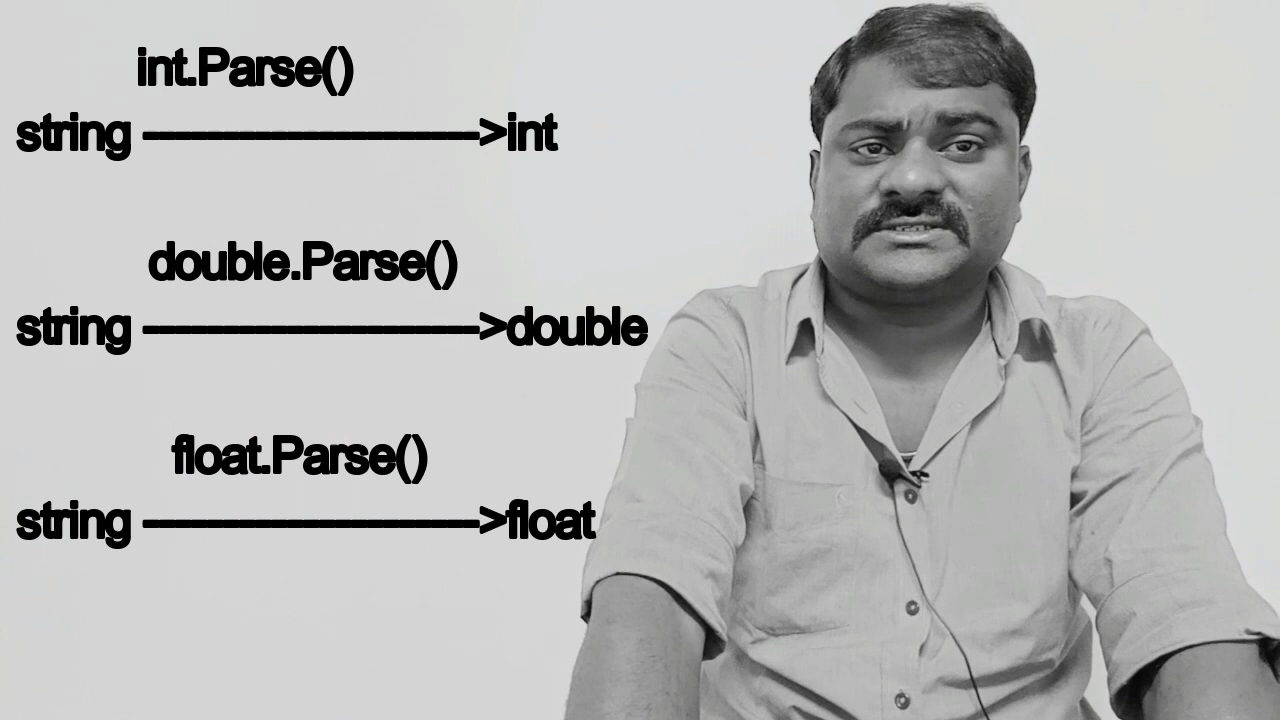 int.Parse()
string ---------------------->int
double.Parse()
string ---------------------->double
float.Parse()
string ---------------------->float